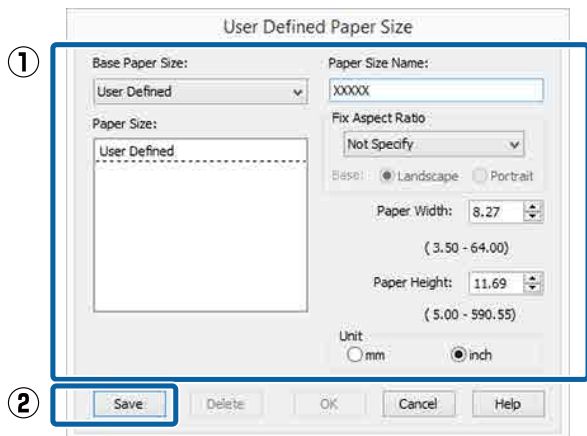 User Defined Paper Size
①
Base Paper Size:
User Defined
Paper Size:
User Defined
Paper Size Name:
XXXXX
Fix Aspect Ratio
Not Specify
Base: Landscape Portrait
Paper Width: 8.27
( 3.50 - 64.00)
Paper Height: 11.69
( 5.00 - 590.55)
Unit
mm inch
②
Save Delete OK Cancel Help